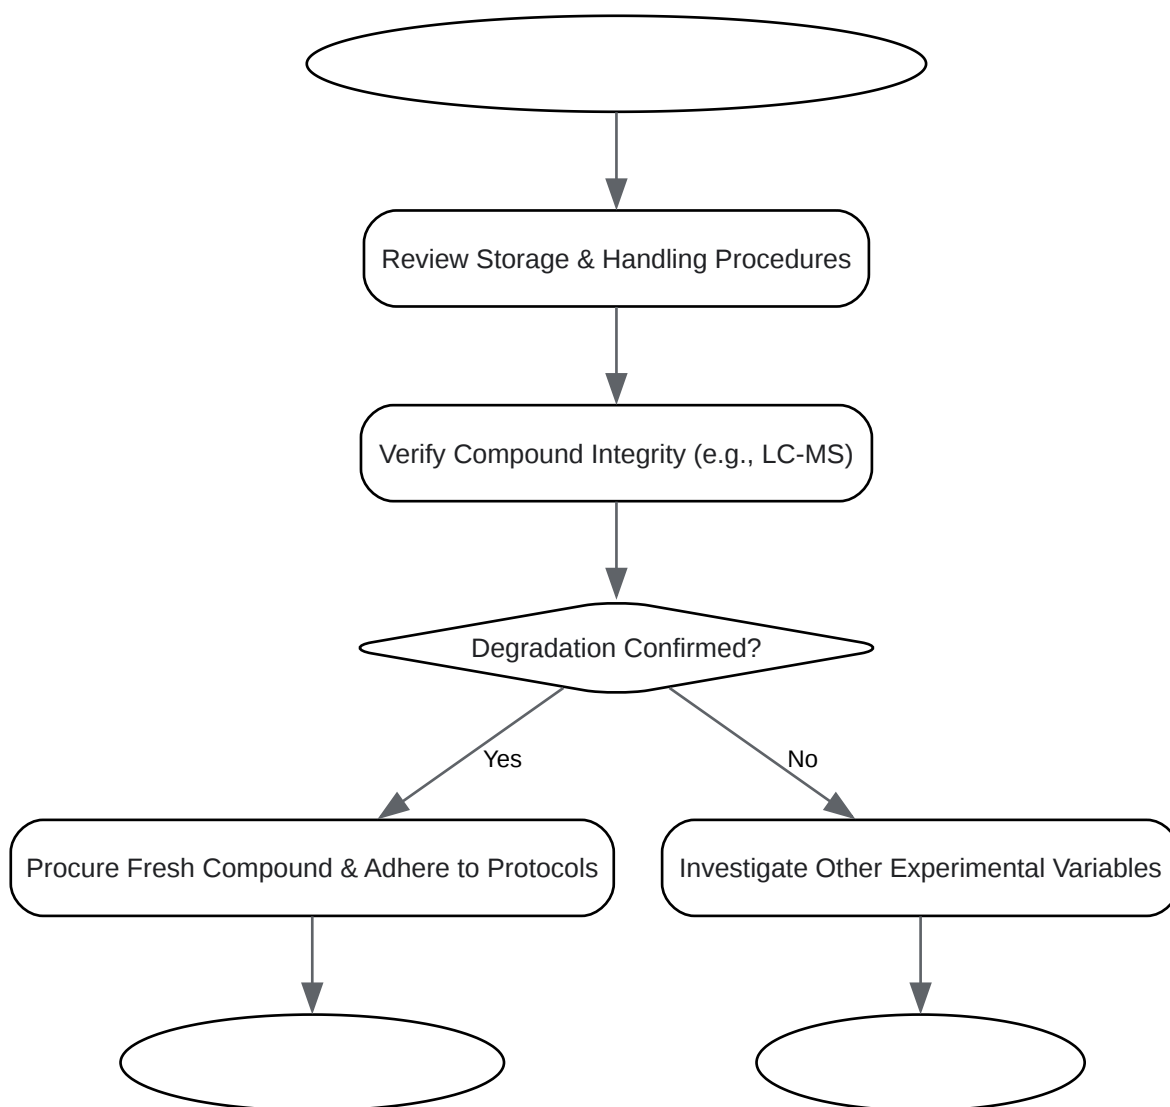 Review Storage & Handling Procedures
Verify Compound Integrity (e.g., LC-MS)
Degradation Confirmed?
Yes
No
Procure Fresh Compound & Adhere to Protocols
Investigate Other Experimental Variables